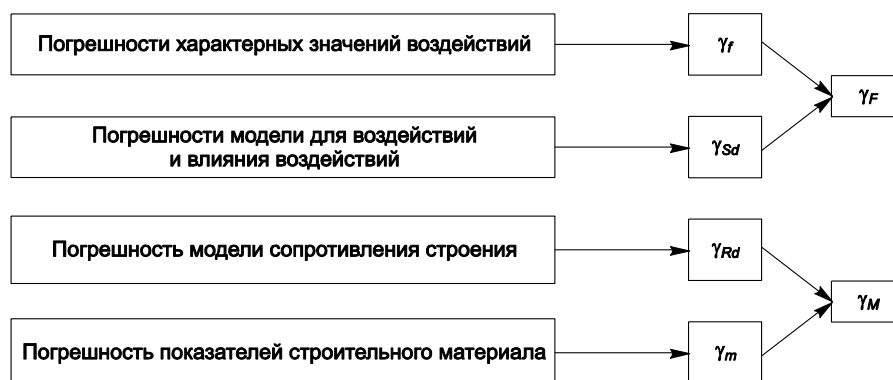 Погрешности характерных значений воздействий
γf
γF
Погрешности модели для воздействий
и влияния воздействий
γSd
Погрешность модели сопротивления строения
γRd
γM
Погрешность показателей строительного материала
γm